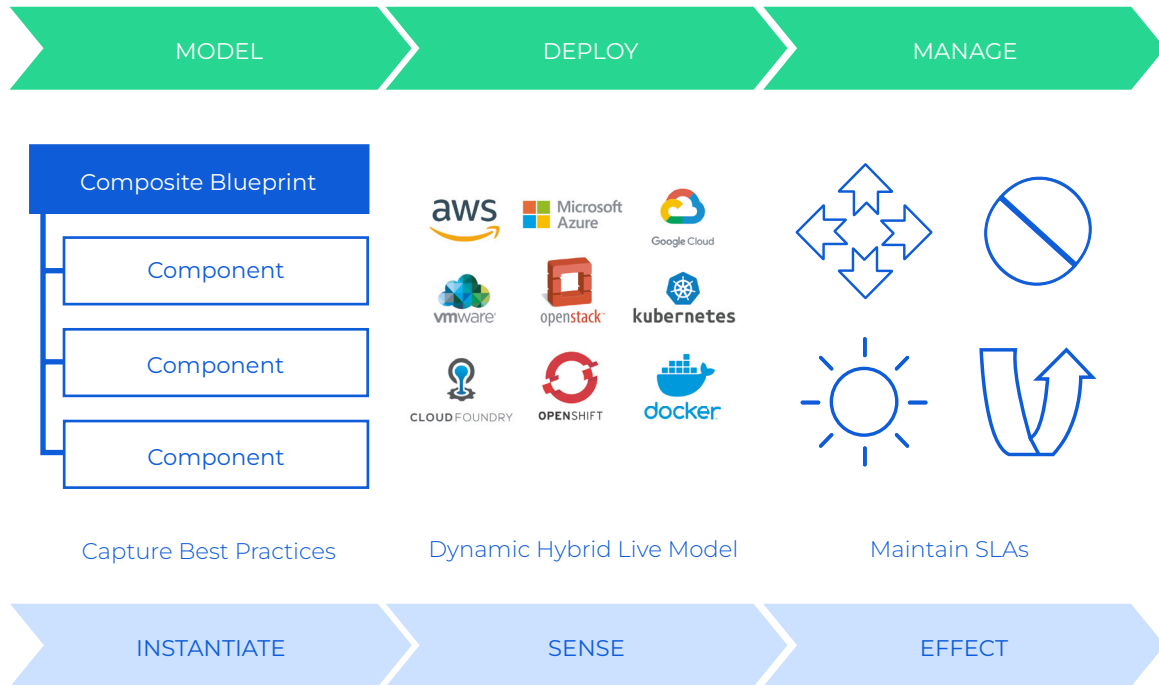 MODEL
DEPLOY
MANAGE
Composite Blueprint
Component
Component
Component
aws
Microsoft
Azure
Google Cloud
vmware
openstack
kubernetes
CLOUD FOUNDRY
OPENSHIFT
docker
Capture Best Practices
Dynamic Hybrid Live Model
Maintain SLAs
INSTANTIATE
SENSE
EFFECT